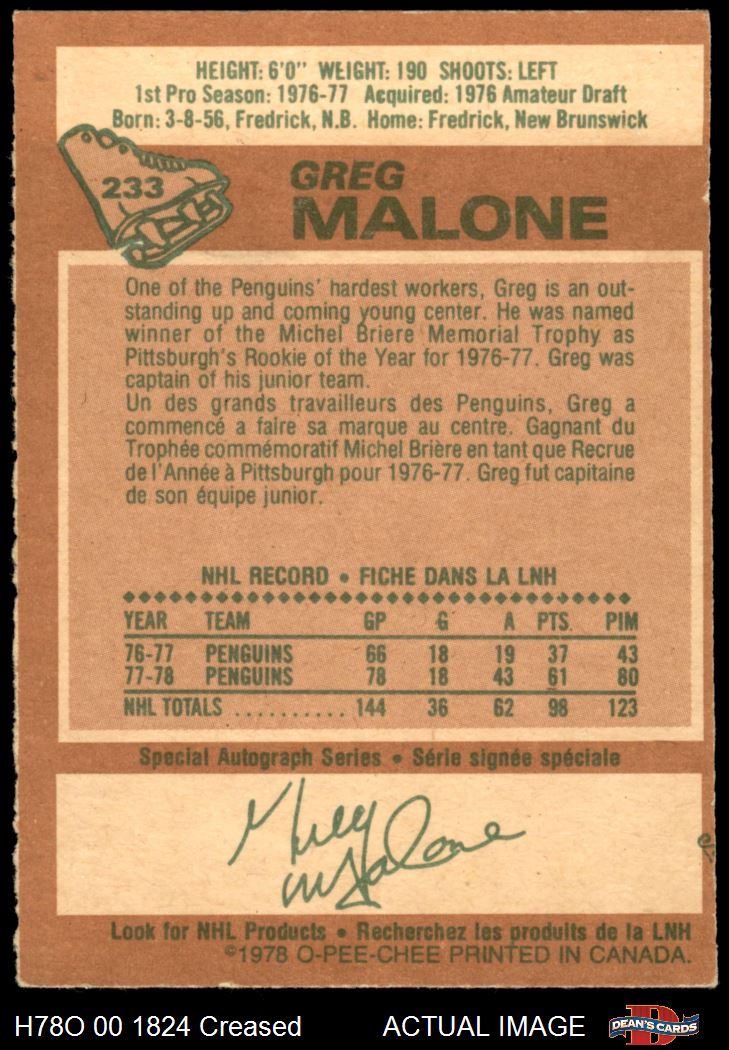 HEIGHT: 6'0" WEIGHT: 190 SHOOTS: LEFT
1st Pro Season: 1976-77 Acquired: 1976 Amateur Draft
Born: 3-8-56, Fredrick, N.B. Home: Fredrick, New Brunswick
233
GREG
MALONE
One of the Penguins' hardest workers, Greg is an out-
standing up and coming young center. He was named
winner of the Michel Briere Memorial Trophy as
Pittsburgh's Rookie of the Year for 1976-77. Greg was
captain of his junior team.
Un des grands travailleurs des Penguins, Greg a
commencé a faire sa marque au centre. Gagnant du
Trophée commémoratif Michel Brière en tant que Recrue
de l'Année à Pittsburgh pour 1976-77. Greg fut capitaine
de son équipe junior.
NHL RECORD • FICHE DANS LA LNH
YEAR TEAM GP G A PTS. PIM
76-77 PENGUINS 66 18 19 37 43
77-78 PENGUINS 78 18 43 61 80
NHL TOTALS .......... 144 36 62 98 123
Special Autograph Series • Série signée spéciale
Greg
Malone
Look for NHL Products • Recherchez les produits de la LNH
©1978 O-PEE-CHEE PRINTED IN CANADA.
H78O 00 1824 Creased ACTUAL IMAGE DEAN'S CARDS